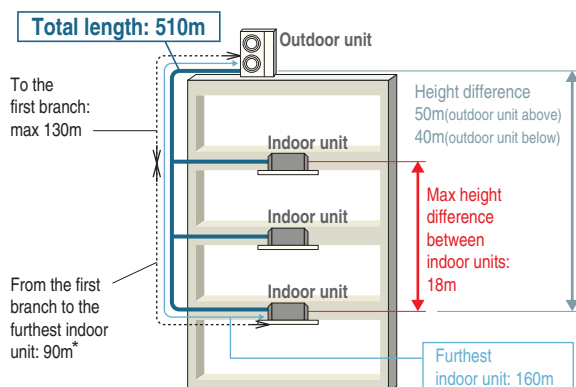 Total length: 510m
Outdoor unit
To the
first branch:
max 130m
Height difference
50m(outdoor unit above)
40m(outdoor unit below)
Indoor unit
Max height
difference
between
indoor units:
18m
Indoor unit
From the first
branch to the
furthest indoor
unit: 90m*
Indoor unit
Furthest
indoor unit: 160m